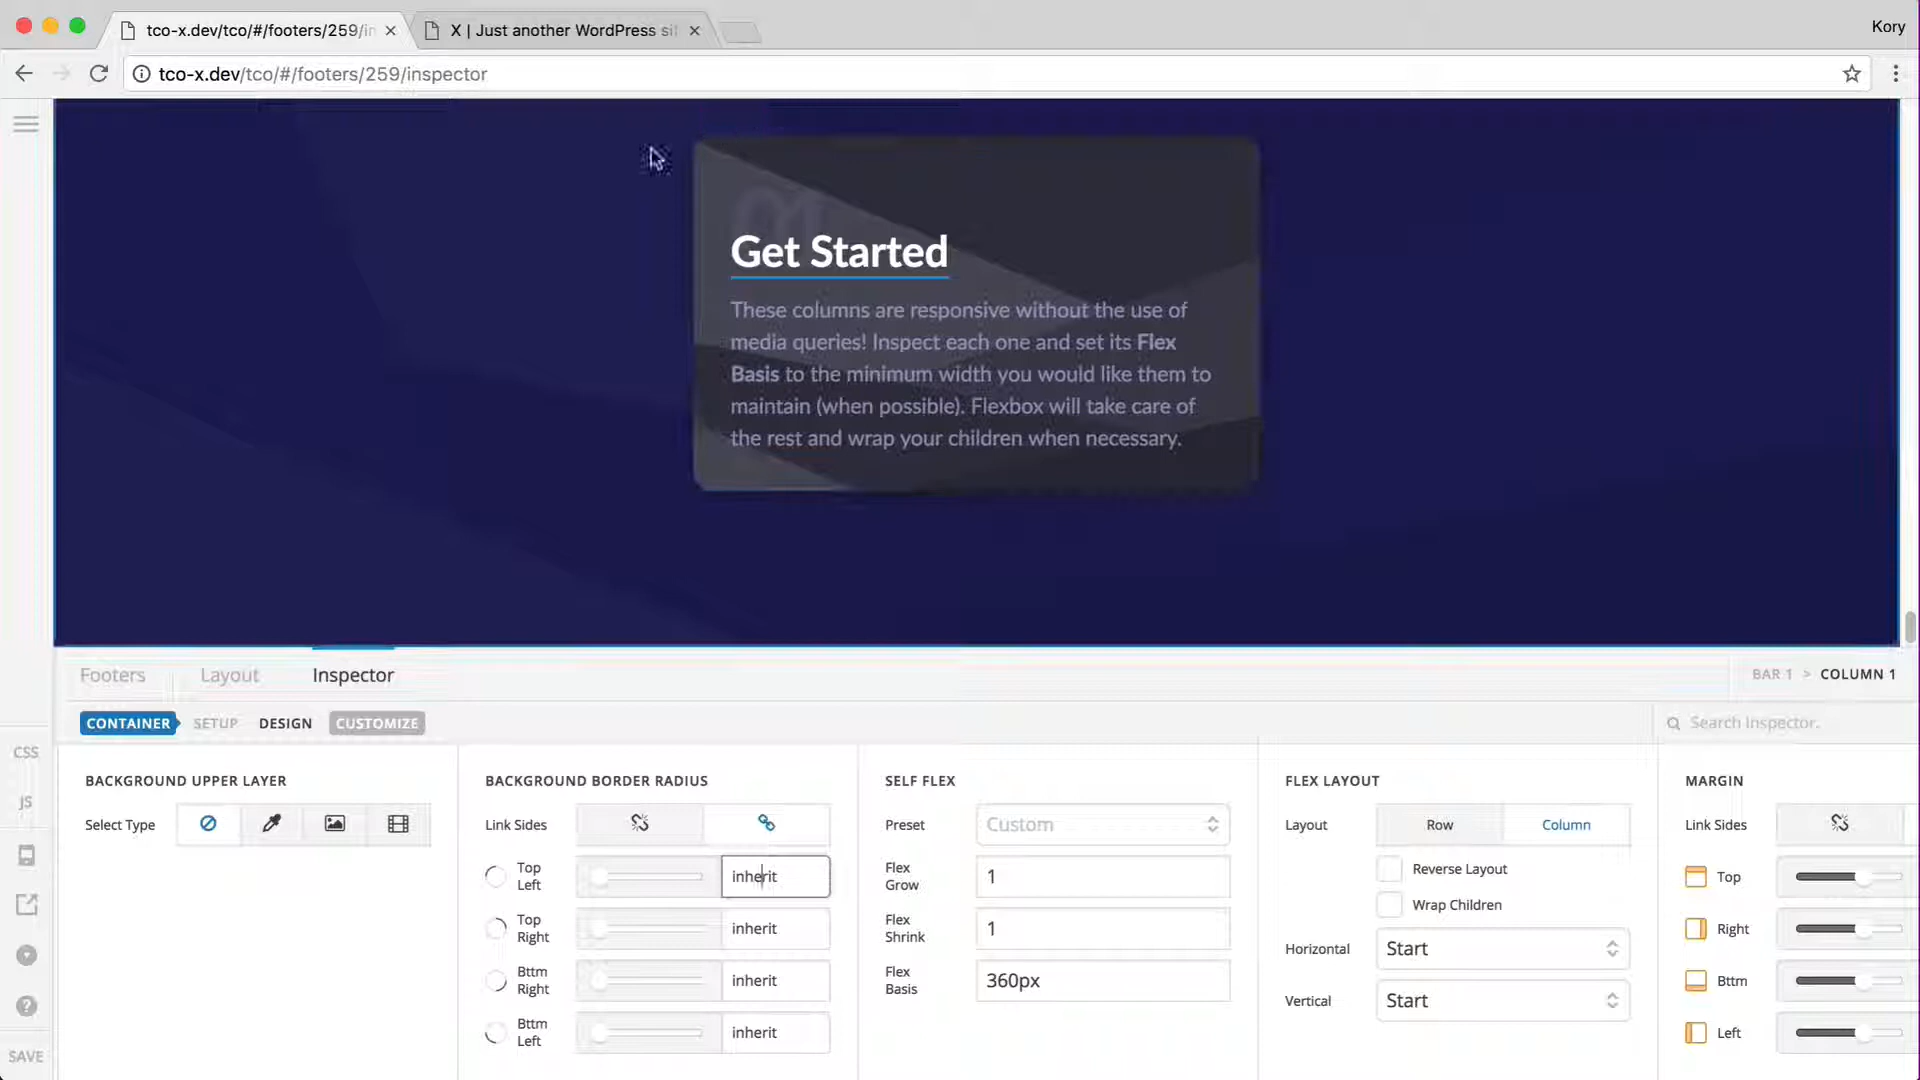 tco-x.dev/tco/#/footers/259/in
X | Just another WordPress sit
Kory
tco-x.dev/tco/#/footers/259/inspector
Get Started
These columns are responsive without the use of
media queries! Inspect each one and set its Flex
Basis to the minimum width you would like them to
maintain (when possible). Flexbox will take care of
the rest and wrap your children when necessary.
Footers
Layout
Inspector
BAR 1 > COLUMN 1
CONTAINER
SETUP
DESIGN
CUSTOMIZE
Search Inspector.
CSS
JS
SAVE
BACKGROUND UPPER LAYER
Select Type
BACKGROUND BORDER RADIUS
Link Sides
Top
Left
inherit
Top
Right
inherit
Bttm
Right
inherit
Bttm
Left
inherit
SELF FLEX
Preset
Custom
Flex
Grow
1
Flex
Shrink
1
Flex
Basis
360px
FLEX LAYOUT
Layout
Row
Column
Reverse Layout
Wrap Children
Horizontal
Start
Vertical
Start
MARGIN
Link Sides
Top
Right
Bttm
Left